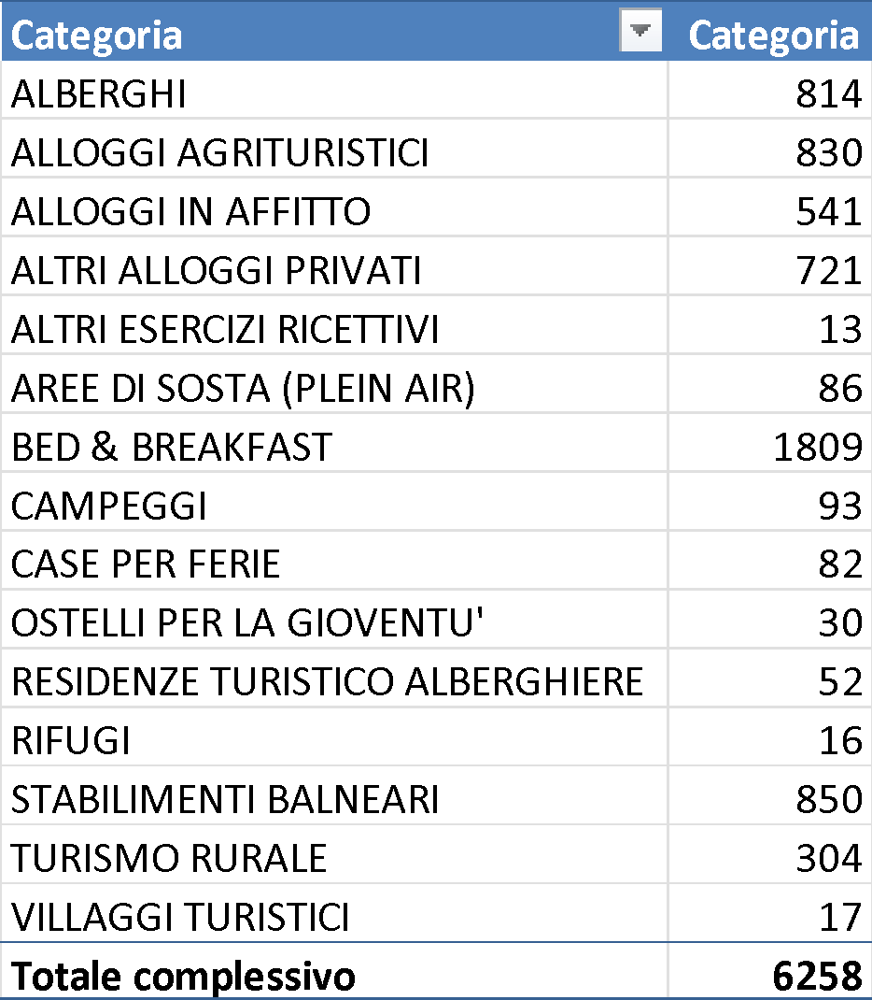 Categoria Categoria
ALBERGHI 814
ALLOGGI AGRITURISTICI 830
ALLOGGI IN AFFITTO 541
ALTRI ALLOGGI PRIVATI 721
ALTRI ESERCIZI RICETTIVI 13
AREE DI SOSTA (PLEIN AIR) 86
BED & BREAKFAST 1809
CAMPEGGI 93
CASE PER FERIE 82
OSTELLI PER LA GIOVENTU' 30
RESIDENZE TURISTICO ALBERGHIERE 52
RIFUGI 16
STABILIMENTI BALNEARI 850
TURISMO RURALE 304
VILLAGGI TURISTICI 17
Totale complessivo 6258